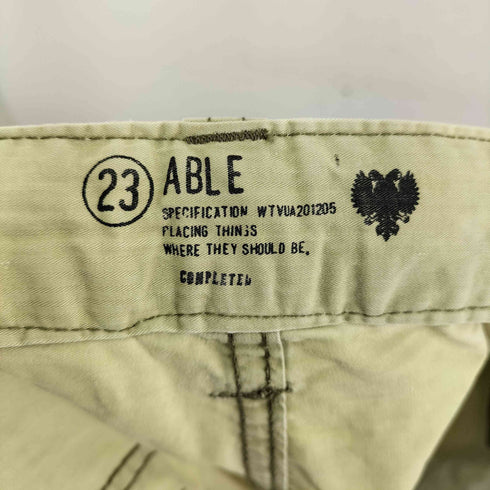 23 ABLE
SPECIFICATION WTVUA201205
PLACING THINGS
WHERE THEY SHOULD BE.
COMPLETED